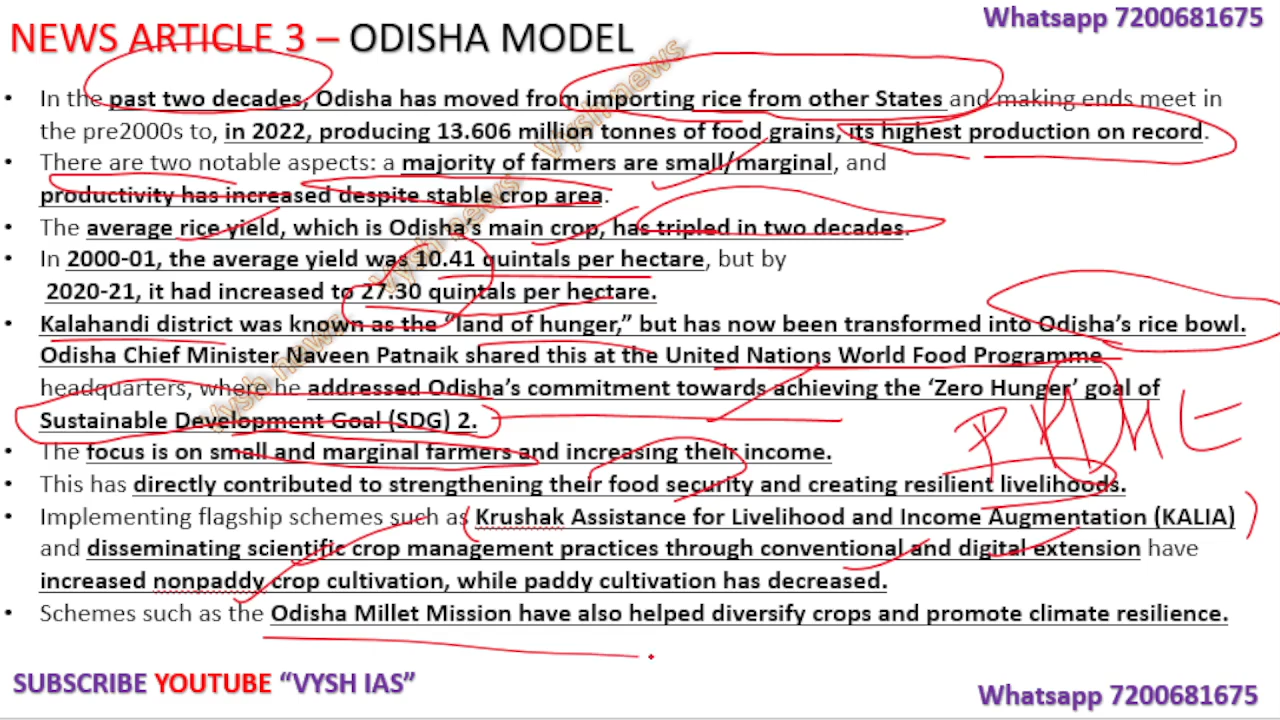 Whatsapp 7200681675
NEWS ARTICLE 3 – ODISHA MODEL
• In the past two decades, Odisha has moved from importing rice from other States and making ends meet in
the pre2000s to, in 2022, producing 13.606 million tonnes of food grains, its highest production on record.
• There are two notable aspects: a majority of farmers are small/marginal, and
productivity has increased despite stable crop area.
• The average rice yield, which is Odisha's main crop, has tripled in two decades.
• In 2000-01, the average yield was 10.41 quintals per hectare, but by
2020-21, it had increased to 27.30 quintals per hectare.
• Kalahandi district was known as the “land of hunger,” but has now been transformed into Odisha's rice bowl.
Odisha Chief Minister Naveen Patnaik shared this at the United Nations World Food Programme
headquarters, where he addressed Odisha's commitment towards achieving the ‘Zero Hunger’ goal of
Sustainable Development Goal (SDG) 2.
• The focus is on small and marginal farmers and increasing their income.
• This has directly contributed to strengthening their food security and creating resilient livelihoods.
• Implementing flagship schemes such as Krushak Assistance for Livelihood and Income Augmentation (KALIA)
and disseminating scientific crop management practices through conventional and digital extension have
increased nonpaddy crop cultivation, while paddy cultivation has decreased.
• Schemes such as the Odisha Millet Mission have also helped diversify crops and promote climate resilience.
SUBSCRIBE YOUTUBE “VYSH IAS”
Whatsapp 7200681675
Vysh news
Vysh news
Vysh news